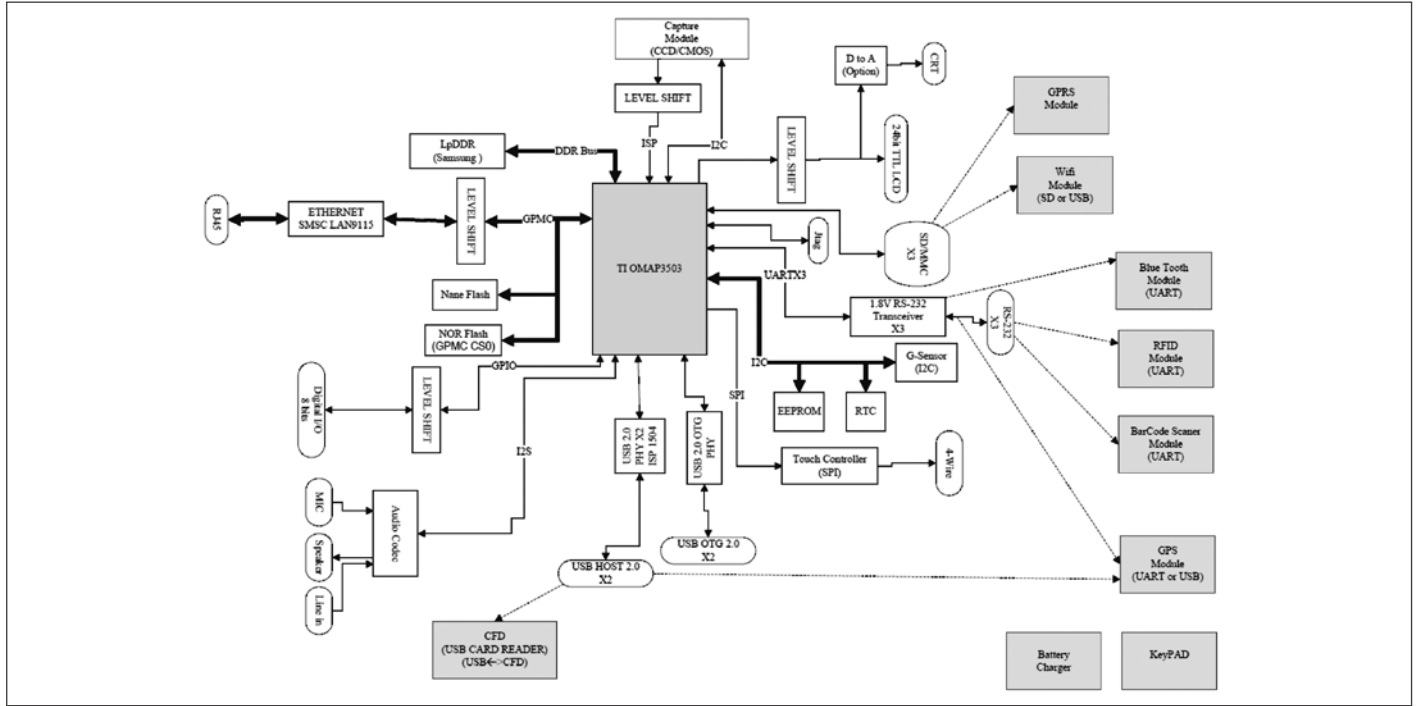 Capture
Module
(CCD/CMOS)
D to A
(Option)
CRT
LEVEL SHIFT
GPRS
Module
ISP
I2C
LEVEL SHIFT
24bit TTL LCD
LpDDR
(Samsung )
DDR Bus
Wifi
Module
(SD or USB)
RJ45
ETHERNET
SMSC LAN9115
LEVEL SHIFT
GPMC
TI OMAP3503
Jtag
SD/MMC
X3
UARTX3
Blue Tooth
Module
(UART)
Nane Flash
1.8V RS-232
Transceiver
X3
RS-232
X3
NOR Flash
(GPMC CS0)
RFID
Module
(UART)
GPIO
I2C
G-Sensor
(I2C)
Digital I/O
8 bits
LEVEL SHIFT
SPI
EEPROM
RTC
BarCode Scaner
Module
(UART)
I2S
USB 2.0
PHY X2
ISP 1504
USB 2.0 OTG
PHY
Touch Controller
(SPI)
4-Wire
MIC
Audio Codec
Speaker
Line in
USB OTG 2.0
X2
USB HOST 2.0
X2
GPS
Module
(UART or USB)
CFD
(USB CARD READER)
(USB<->CFD)
Battery
Charger
KeyPAD